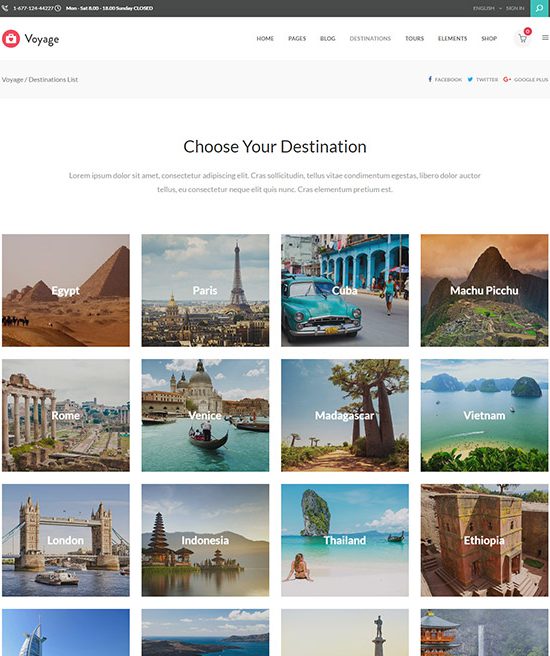 1-677-124-44227 Mon - Sat 8.00 - 18.00 Sunday CLOSED
ENGLISH SIGN IN
Voyage
HOME PAGES BLOG DESTINATIONS TOURS ELEMENTS SHOP 0
Voyage / Destinations List
FACEBOOK TWITTER GOOGLE PLUS
Choose Your Destination
Lorem ipsum dolor sit amet, consectetur adipiscing elit. Cras sollicitudin, tellus vitae condimentum egestas, libero dolor auctor
tellus, eu consectetur neque elit quis nunc. Cras elementum pretium est.
Egypt
Paris
Cuba
Machu Picchu
Rome
Venice
Madagascar
Vietnam
London
Indonesia
Thailand
Ethiopia